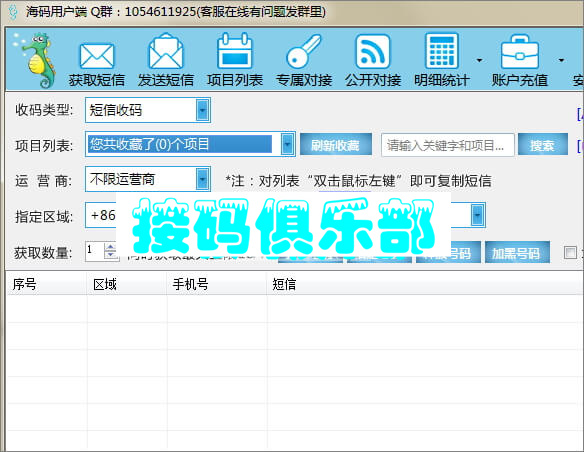 海码用户端 Q群：1054611925(客服在线有问题发群里)
获取短信 发送短信 项目列表 专属对接 公开对接 明细统计 账户充值
收码类型: 短信收码
项目列表: 您共收藏了(0)个项目 刷新收藏 请输入关键字和项目... 搜索
运 营 商: 不限运营商 *注：对列表“双击鼠标左键”即可复制短信
指定区域: +86
接码俱乐部
获取数量: 1 加黑号码
序号 区域 手机号 短信